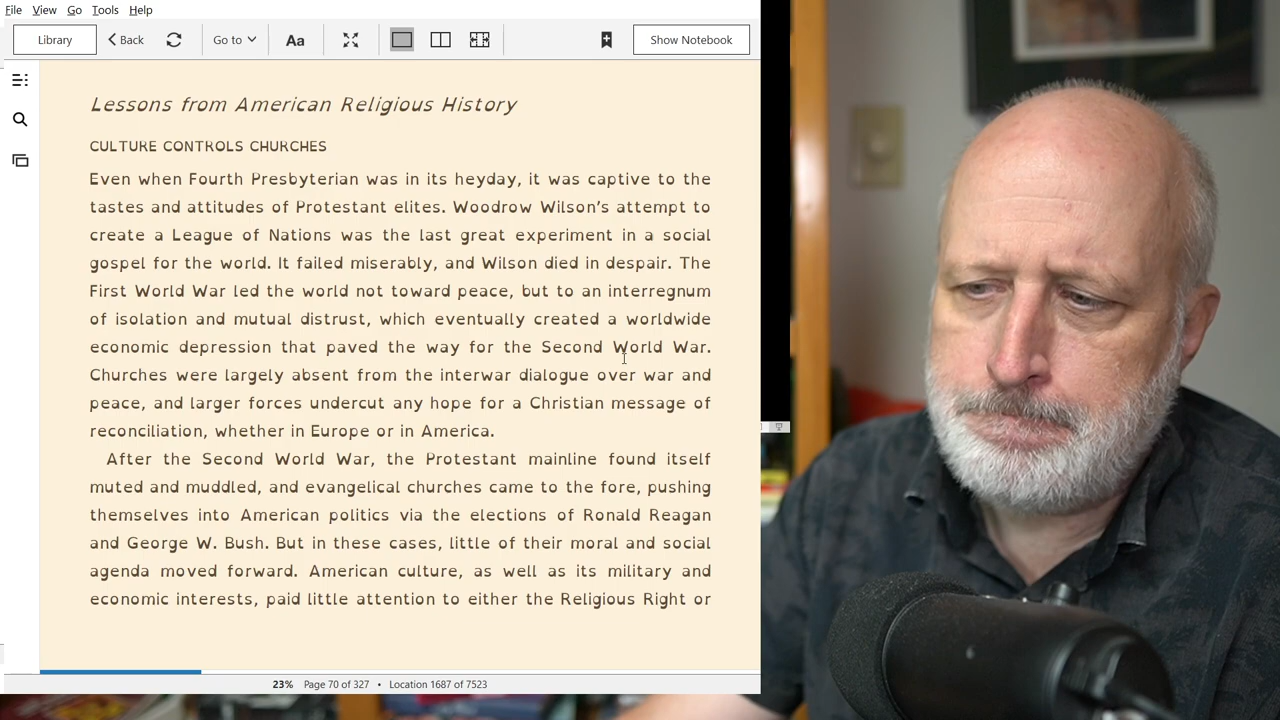 File View Go Tools Help
Library Back Go to Aa Show Notebook
Lessons from American Religious History
CULTURE CONTROLS CHURCHES
Even when Fourth Presbyterian was in its heyday, it was captive to the
tastes and attitudes of Protestant elites. Woodrow Wilson’s attempt to
create a League of Nations was the last great experiment in a social
gospel for the world. It failed miserably, and Wilson died in despair. The
First World War led the world not toward peace, but to an interregnum
of isolation and mutual distrust, which eventually created a worldwide
economic depression that paved the way for the Second World War.
Churches were largely absent from the interwar dialogue over war and
peace, and larger forces undercut any hope for a Christian message of
reconciliation, whether in Europe or in America.
After the Second World War, the Protestant mainline found itself
muted and muddled, and evangelical churches came to the fore, pushing
themselves into American politics via the elections of Ronald Reagan
and George W. Bush. But in these cases, little of their moral and social
agenda moved forward. American culture, as well as its military and
economic interests, paid little attention to either the Religious Right or
23% Page 70 of 327 • Location 1687 of 7523